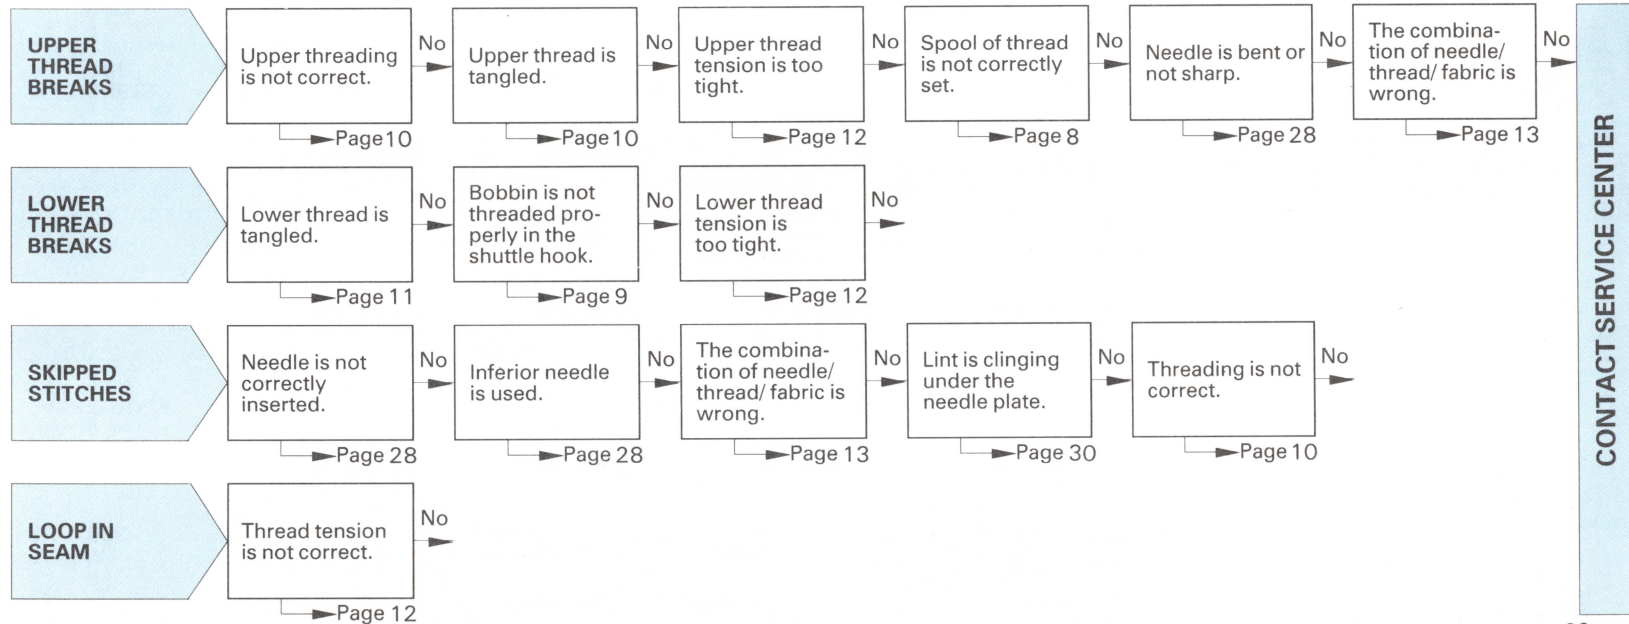 UPPER
THREAD
BREAKS
Upper threading
is not correct.
No
Upper thread is
tangled.
No
Upper thread
tension is too
tight.
No
Spool of thread
is not correctly
set.
No
Needle is bent or
not sharp.
No
The combina-
tion of needle/
thread/ fabric is
wrong.
No
Page 10
Page 10
Page 12
Page 8
Page 28
Page 13
LOWER
THREAD
BREAKS
Lower thread is
tangled.
No
Bobbin is not
threaded pro-
perly in the
shuttle hook.
No
Lower thread
tension is
too tight.
No
Page 11
Page 9
Page 12
SKIPPED
STITCHES
Needle is not
correctly
inserted.
No
Inferior needle
is used.
No
The combina-
tion of needle/
thread/ fabric is
wrong.
No
Lint is clinging
under the
needle plate.
No
Threading is not
correct.
No
Page 28
Page 28
Page 13
Page 30
Page 10
LOOP IN
SEAM
Thread tension
is not correct.
No
Page 12
CONTACT SERVICE CENTER